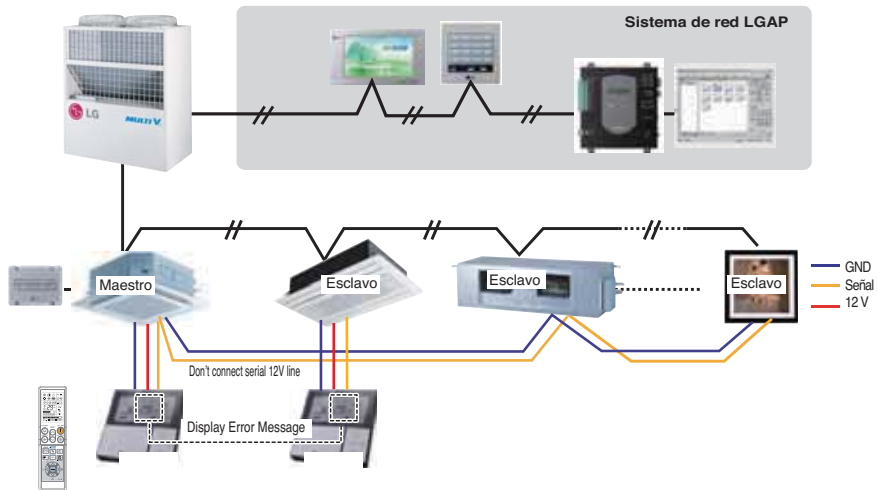 Sistema de red LGAP
LG
MULTI V
Maestro
Esclavo
Esclavo
Esclavo
GND
Señal
12 V
Don't connect serial 12V line
Display Error Message